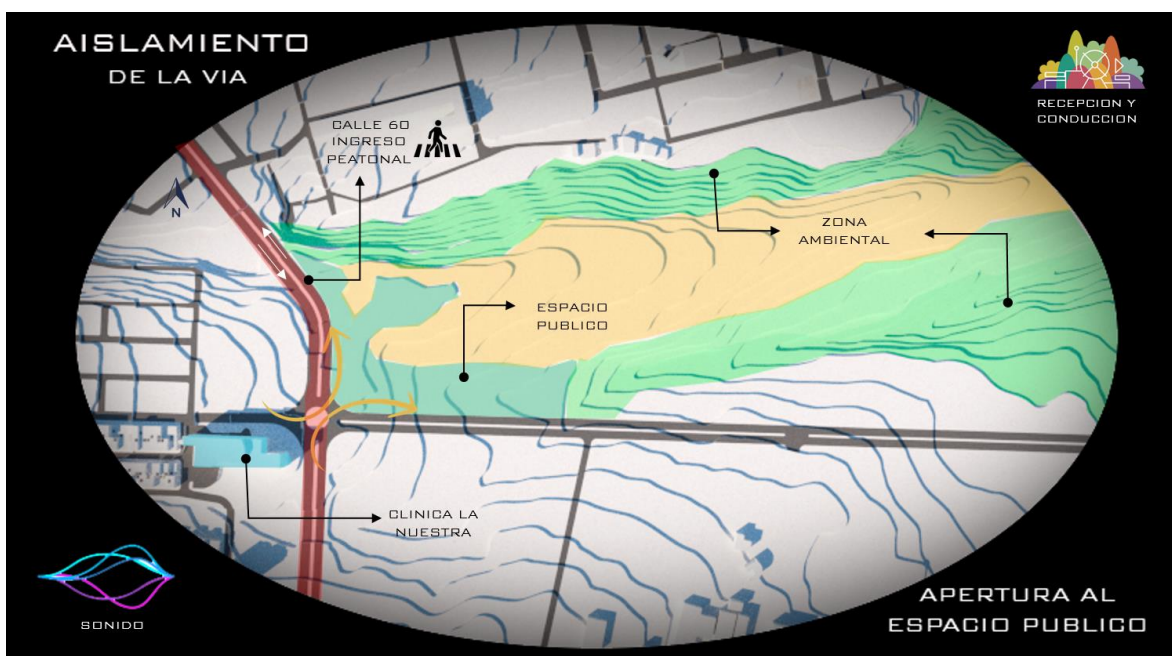 AISLAMIENTO
DE LA VIA
RECEPCION Y
CONDUCCION
CALLE 60
INGRESO
PEATONAL
N
ZONA
AMBIENTAL
ESPACIO
PUBLICO
CLINICA LA
NUESTRA
SONIDO
APERTURA AL
ESPACIO PUBLICO